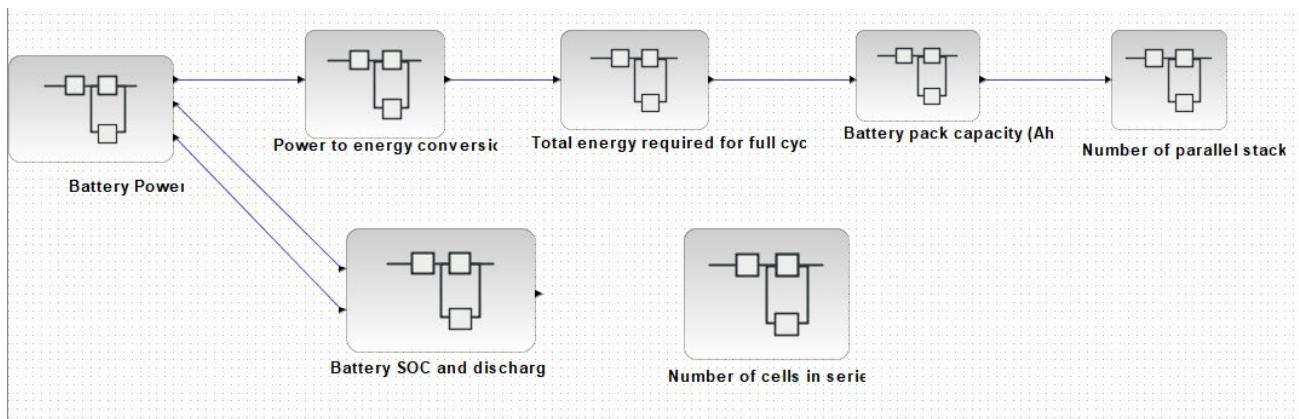 Power to energy conversic
Total energy required for full cyc
Battery pack capacity (Ah
Number of parallel stack
Battery Power
Battery SOC and discharg
Number of cells in serie